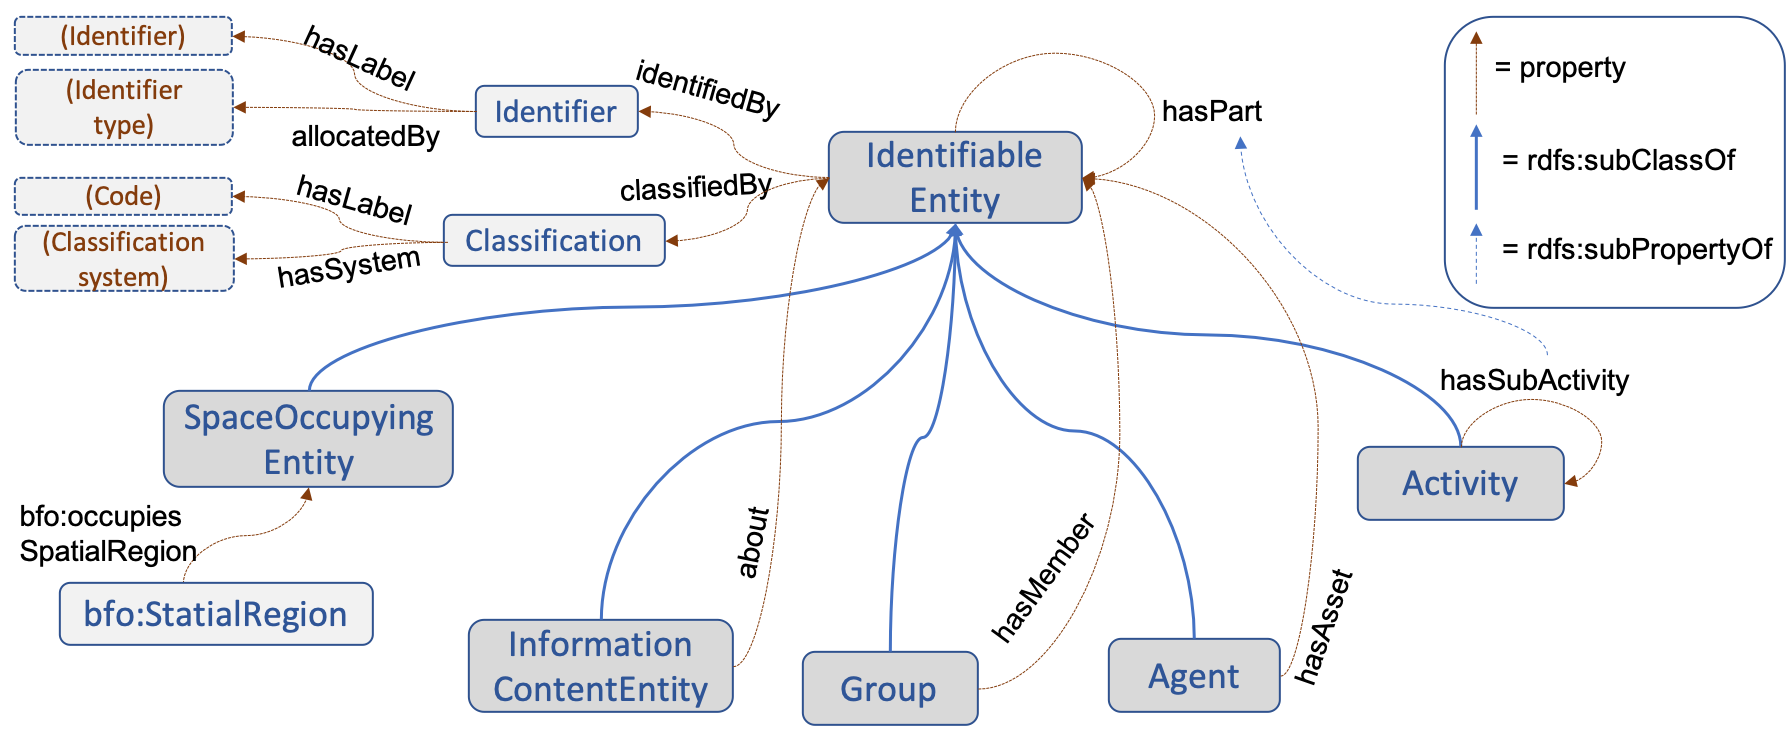 (Identifier)
hasLabel
(Identifier
type)
allocatedBy
Identifier
identifiedBy
(Code)
hasLabel
(Classification
system)
hasSystem
Classification
classifiedBy
Identifiable
Entity
hasPart
= property
= rdfs:subClassOf
= rdfs:subPropertyOf
SpaceOccupying
Entity
bfo:occupies
SpatialRegion
bfo:StatialRegion
Information
ContentEntity
about
Group
hasMember
Agent
hasAsset
hasSubActivity
Activity